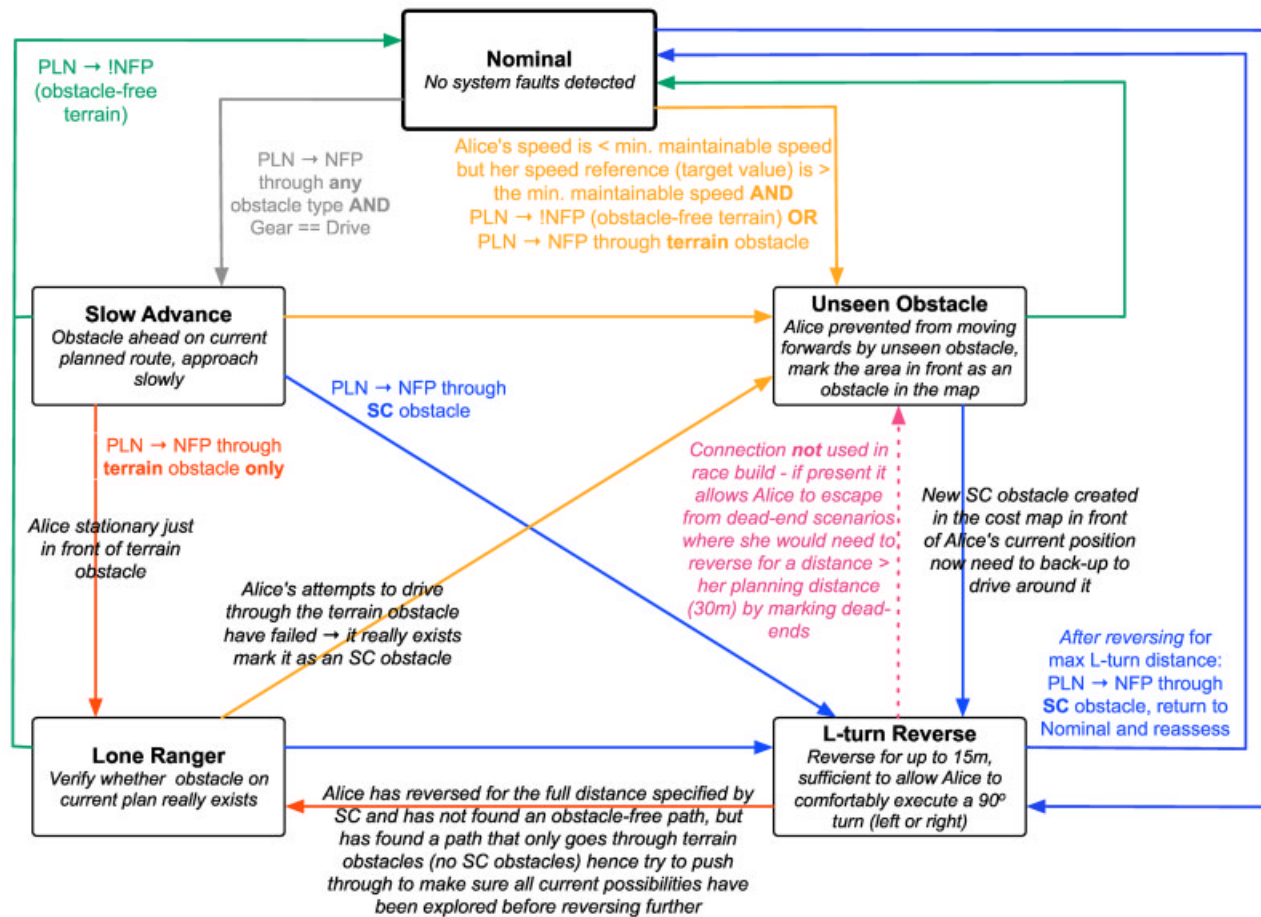 Nominal
No system faults detected
PLN → !NFP
(obstacle-free
terrain)
PLN → NFP
through any
obstacle type AND
Gear == Drive
Alice's speed is < min. maintainable speed
but her speed reference (target value) is >
the min. maintainable speed AND
PLN → !NFP (obstacle-free terrain) OR
PLN → NFP through terrain obstacle
Slow Advance
Obstacle ahead on current
planned route, approach
slowly
Unseen Obstacle
Alice prevented from moving
forwards by unseen obstacle,
mark the area in front as an
obstacle in the map
PLN → NFP through
SC obstacle
PLN → NFP through
terrain obstacle only
Alice stationary just
in front of terrain
obstacle
Connection not used in
race build - if present it
allows Alice to escape
from dead-end scenarios
where she would need to
reverse for a distance >
her planning distance
(30m) by marking dead-
ends
New SC obstacle created
in the cost map in front
of Alice's current position
now need to back-up to
drive around it
Alice's attempts to drive
through the terrain obstacle
have failed → it really exists
mark it as an SC obstacle
After reversing for
max L-turn distance:
PLN → NFP through
SC obstacle, return to
Nominal and reassess
Lone Ranger
Verify whether obstacle on
current plan really exists
L-turn Reverse
Reverse for up to 15m,
sufficient to allow Alice to
comfortably execute a 90º
turn (left or right)
Alice has reversed for the full distance specified by
SC and has not found an obstacle-free path, but
has found a path that only goes through terrain
obstacles (no SC obstacles) hence try to push
through to make sure all current possibilities have
been explored before reversing further